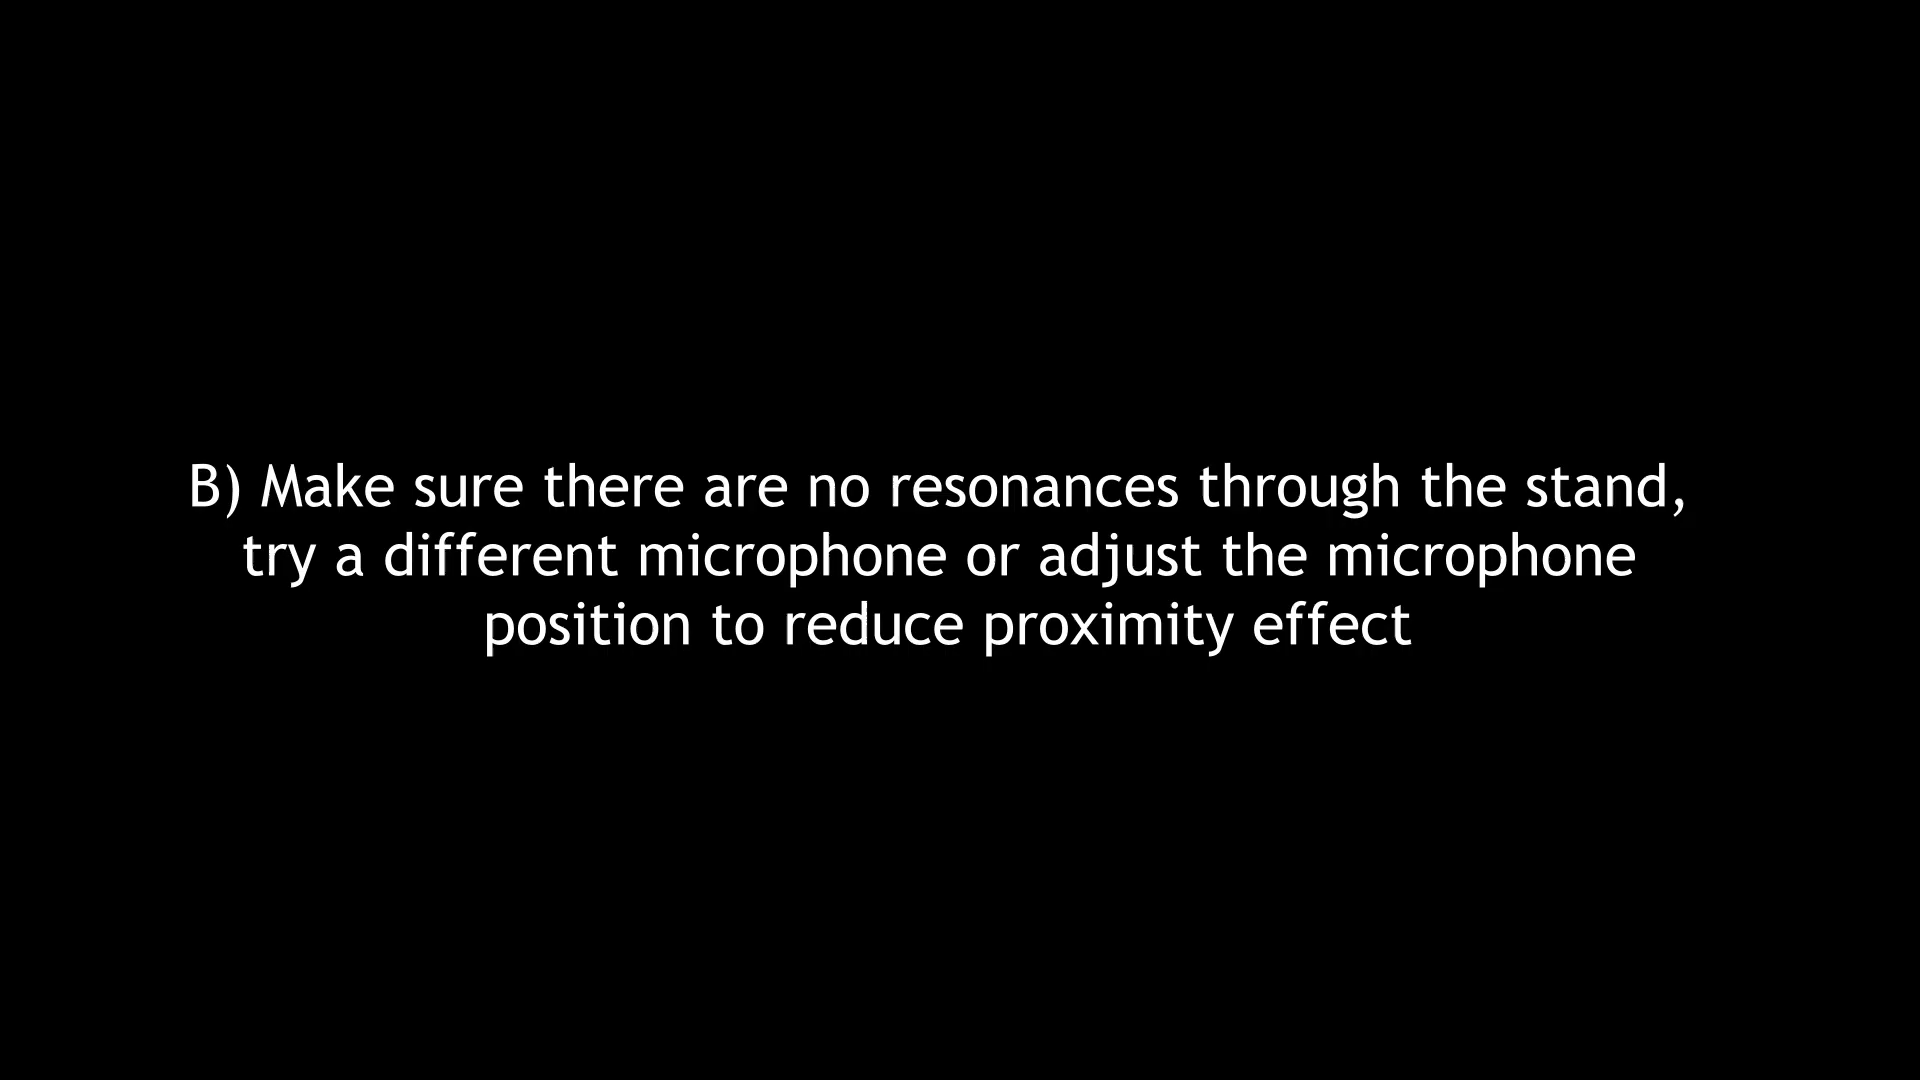 B) Make sure there are no resonances through the stand,
try a different microphone or adjust the microphone
position to reduce proximity effect